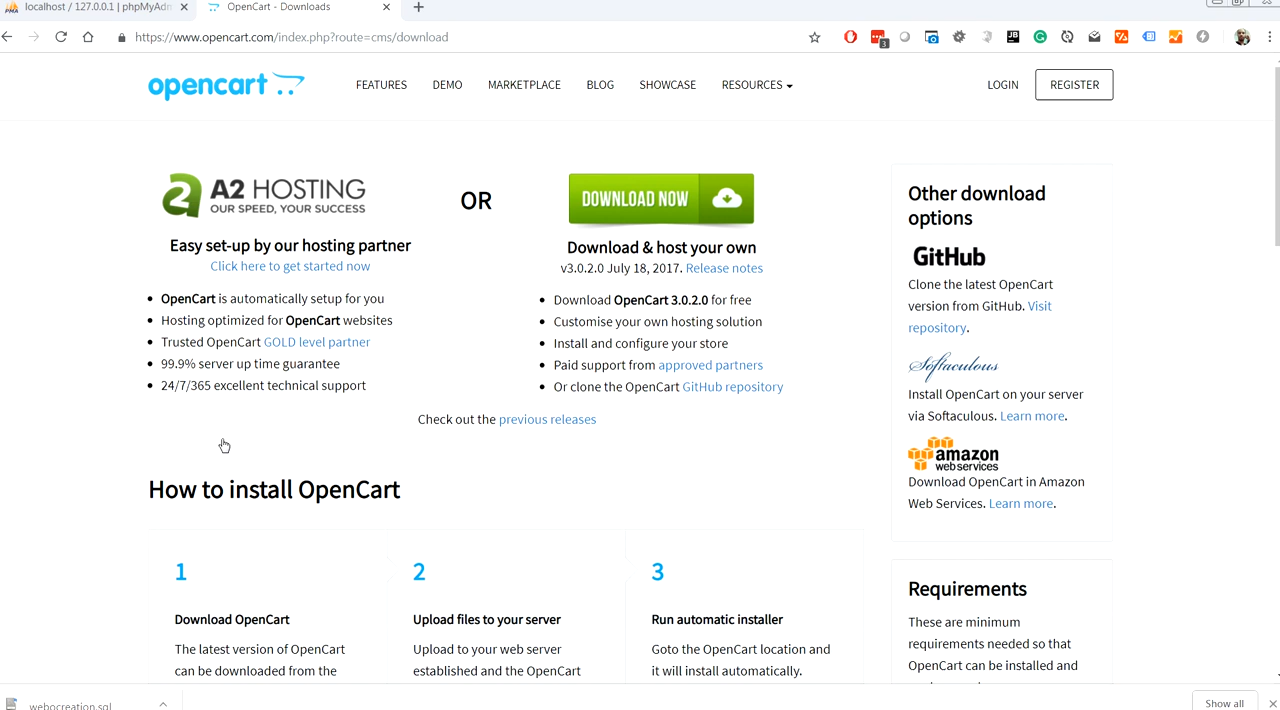 localhost / 127.0.0.1 | phpMyAdm
OpenCart - Downloads
https://www.opencart.com/index.php?route=cms/download
opencart
FEATURES
DEMO
MARKETPLACE
BLOG
SHOWCASE
RESOURCES
LOGIN
REGISTER
A2 HOSTING
OUR SPEED, YOUR SUCCESS
Easy set-up by our hosting partner
Click here to get started now
OpenCart is automatically setup for you
Hosting optimized for OpenCart websites
Trusted OpenCart GOLD level partner
99.9% server up time guarantee
24/7/365 excellent technical support
OR
DOWNLOAD NOW
Download & host your own
v3.0.2.0 July 18, 2017. Release notes
Download OpenCart 3.0.2.0 for free
Customise your own hosting solution
Install and configure your store
Paid support from approved partners
Or clone the OpenCart GitHub repository
Check out the previous releases
Other download
options
GitHub
Clone the latest OpenCart
version from GitHub. Visit
repository.
Softaculous
Install OpenCart on your server
via Softaculous. Learn more.
amazon
webservices
Download OpenCart in Amazon
Web Services. Learn more.
How to install OpenCart
1
Download OpenCart
The latest version of OpenCart
can be downloaded from the
2
Upload files to your server
Upload to your web server
established and the OpenCart
3
Run automatic installer
Goto the OpenCart location and
it will install automatically.
Requirements
These are minimum
requirements needed so that
OpenCart can be installed and
webocreation.sql
Show all